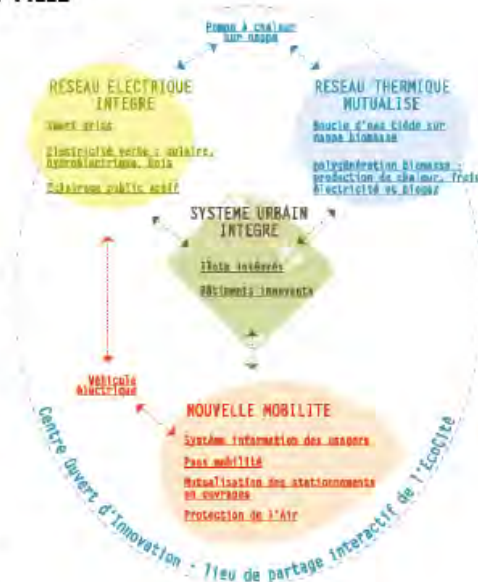 Pompe à chaleur
sur nappe
RESEAU ELECTRIQUE
INTEGRE
Smart grids
Electricité verte : solaire,
hydroélectrique, bois
Eclairage public actif
RESEAU THERMIQUE
MUTUALISE
Boucle d'eau tiède sur
nappe biomasse
polygénération biomasse :
production de chaleur, froid
électricité et biogaz
SYSTEME URBAIN
INTEGRE
Ilots intégrés
Bâtiments innovants
Véhicule
électrique
NOUVELLE MOBILITE
Système information des usagers
Pass mobilité
Mutualisation des stationnements
en ouvrages
Protection de l'Air
Centre Ouvert d'Innovation - lieu de partage interactif de l'EcoCité